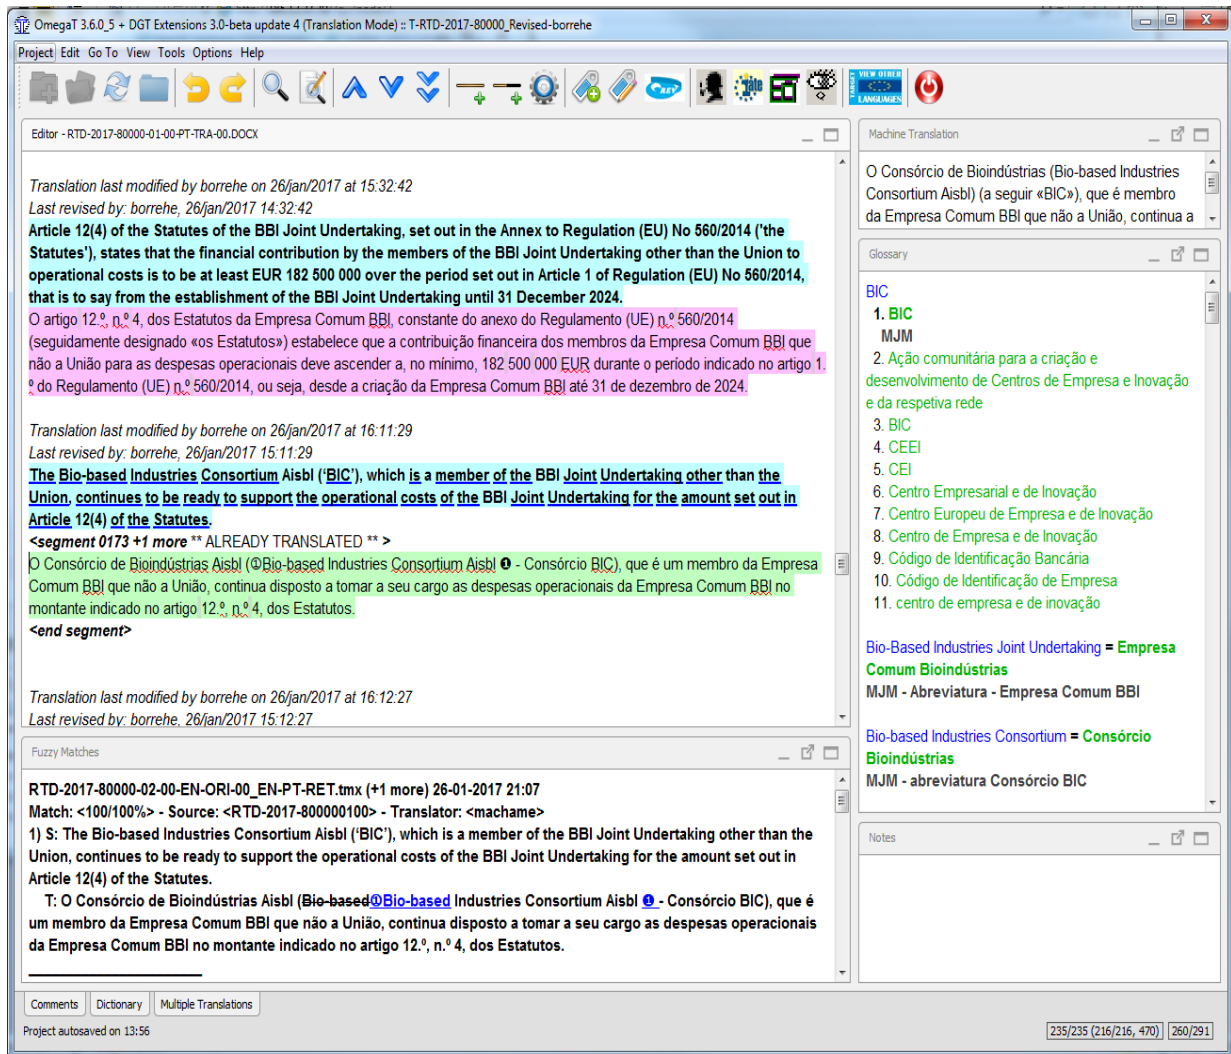 OmegaT 3.6.0_5 + DGT Extensions 3.0-beta update 4 (Translation Mode) :: T-RTD-2017-80000_Revised-borrehe
Project Edit Go To View Tools Options Help
VIEW OTHER
TARGET
LANGUAGES
Editor - RTD-2017-80000-01-00-PT-TRA-00.DOCX
Translation last modified by borrehe on 26/jan/2017 at 15:32:42
Last revised by: borrehe, 26/jan/2017 14:32:42
Article 12(4) of the Statutes of the BBI Joint Undertaking, set out in the Annex to Regulation (EU) No 560/2014 ('the
Statutes'), states that the financial contribution by the members of the BBI Joint Undertaking other than the Union to
operational costs is to be at least EUR 182 500 000 over the period set out in Article 1 of Regulation (EU) No 560/2014,
that is to say from the establishment of the BBI Joint Undertaking until 31 December 2024.
O artigo 12.º, n.º 4, dos Estatutos da Empresa Comum BBI, constante do anexo do Regulamento (UE) n.º 560/2014
(seguidamente designado «os Estatutos») estabelece que a contribuição financeira dos membros da Empresa Comum BBI que
não a União para as despesas operacionais deve ascender a, no mínimo, 182 500 000 EUR durante o período indicado no artigo 1.
º do Regulamento (UE) n.º 560/2014, ou seja, desde a criação da Empresa Comum BBI até 31 de dezembro de 2024.
Translation last modified by borrehe on 26/jan/2017 at 16:11:29
Last revised by: borrehe, 26/jan/2017 15:11:29
The Bio-based Industries Consortium Aisbl (‘BIC’), which is a member of the BBI Joint Undertaking other than the
Union, continues to be ready to support the operational costs of the BBI Joint Undertaking for the amount set out in
Article 12(4) of the Statutes.
<segment 0173 +1 more ** ALREADY TRANSLATED ** >
O Consórcio de Bioindústrias Aisbl (①Bio-based Industries Consortium Aisbl ❶ - Consórcio BIC), que é um membro da Empresa
Comum BBI que não a União, continua disposto a tomar a seu cargo as despesas operacionais da Empresa Comum BBI no
montante indicado no artigo 12.º, n.º 4, dos Estatutos.
<end segment>
Translation last modified by borrehe on 26/jan/2017 at 16:12:27
Last revised by: borrehe, 26/jan/2017 15:12:27
Fuzzy Matches
RTD-2017-80000-02-00-EN-ORI-00_EN-PT-RET.tmx (+1 more) 26-01-2017 21:07
Match: <100/100%> - Source: <RTD-2017-800000100> - Translator: <machame>
1) S: The Bio-based Industries Consortium Aisbl (‘BIC’), which is a member of the BBI Joint Undertaking other than the
Union, continues to be ready to support the operational costs of the BBI Joint Undertaking for the amount set out in
Article 12(4) of the Statutes.
T: O Consórcio de Bioindústrias Aisbl (Bio-based①Bio-based Industries Consortium Aisbl ❶ - Consórcio BIC), que é
um membro da Empresa Comum BBI que não a União, continua disposto a tomar a seu cargo as despesas operacionais
da Empresa Comum BBI no montante indicado no artigo 12.º, n.º 4, dos Estatutos.
Machine Translation
O Consórcio de Bioindústrias (Bio-based Industries
Consortium Aisbl) (a seguir «BIC»), que é membro
da Empresa Comum BBI que não a União, continua a
Glossary
BIC
1. BIC
MJM
2. Ação comunitária para a criação e
desenvolvimento de Centros de Empresa e Inovação
e da respetiva rede
3. BIC
4. CEEI
5. CEI
6. Centro Empresarial e de Inovação
7. Centro Europeu de Empresa e de Inovação
8. Centro de Empresa e de Inovação
9. Código de Identificação Bancária
10. Código de Identificação de Empresa
11. centro de empresa e de inovação
Bio-Based Industries Joint Undertaking = Empresa
Comum Bioindústrias
MJM - Abreviatura - Empresa Comum BBI
Bio-based Industries Consortium = Consórcio
Bioindústrias
MJM - abreviatura Consórcio BIC
Notes
Comments Dictionary Multiple Translations
Project autosaved on 13:56
235/235 (216/216, 470) 260/291